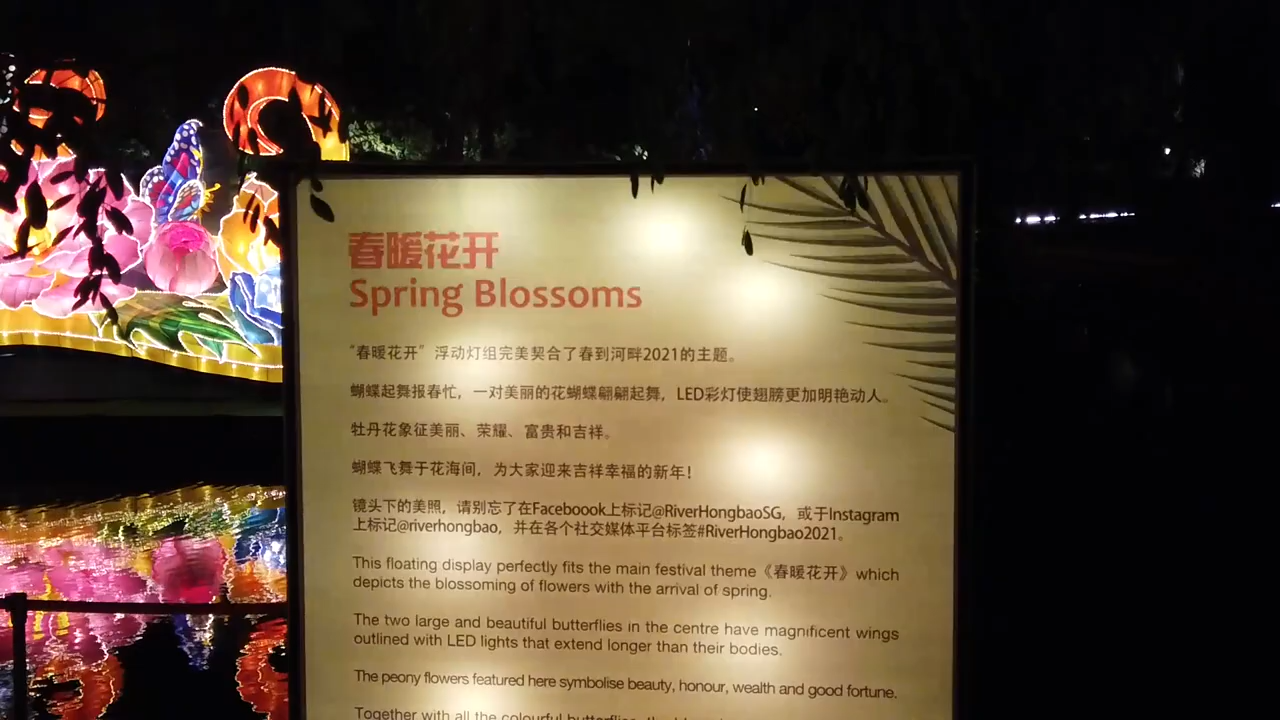 春暖花开
Spring Blossoms
“春暖花开”浮动灯组完美契合了春到河畔2021的主题。
蝴蝶起舞报春忙，一对美丽的花蝴蝶翩翩起舞，LED彩灯使翅膀更加明艳动人。
牡丹花象征美丽、荣耀、富贵和吉祥。
蝴蝶飞舞于花海间，为大家迎来吉祥幸福的新年！
镜头下的美照，请别忘了在Faceboook上标记@RiverHongbaoSG，或于Instagram
上标记@riverhongbao，并在各个社交媒体平台标签#RiverHongbao2021。
This floating display perfectly fits the main festival theme《春暖花开》which
depicts the blossoming of flowers with the arrival of spring.
The two large and beautiful butterflies in the centre have magnificent wings
outlined with LED lights that extend longer than their bodies.
The peony flowers featured here symbolise beauty, honour, wealth and good fortune.
Together with all the colourful butterflies,